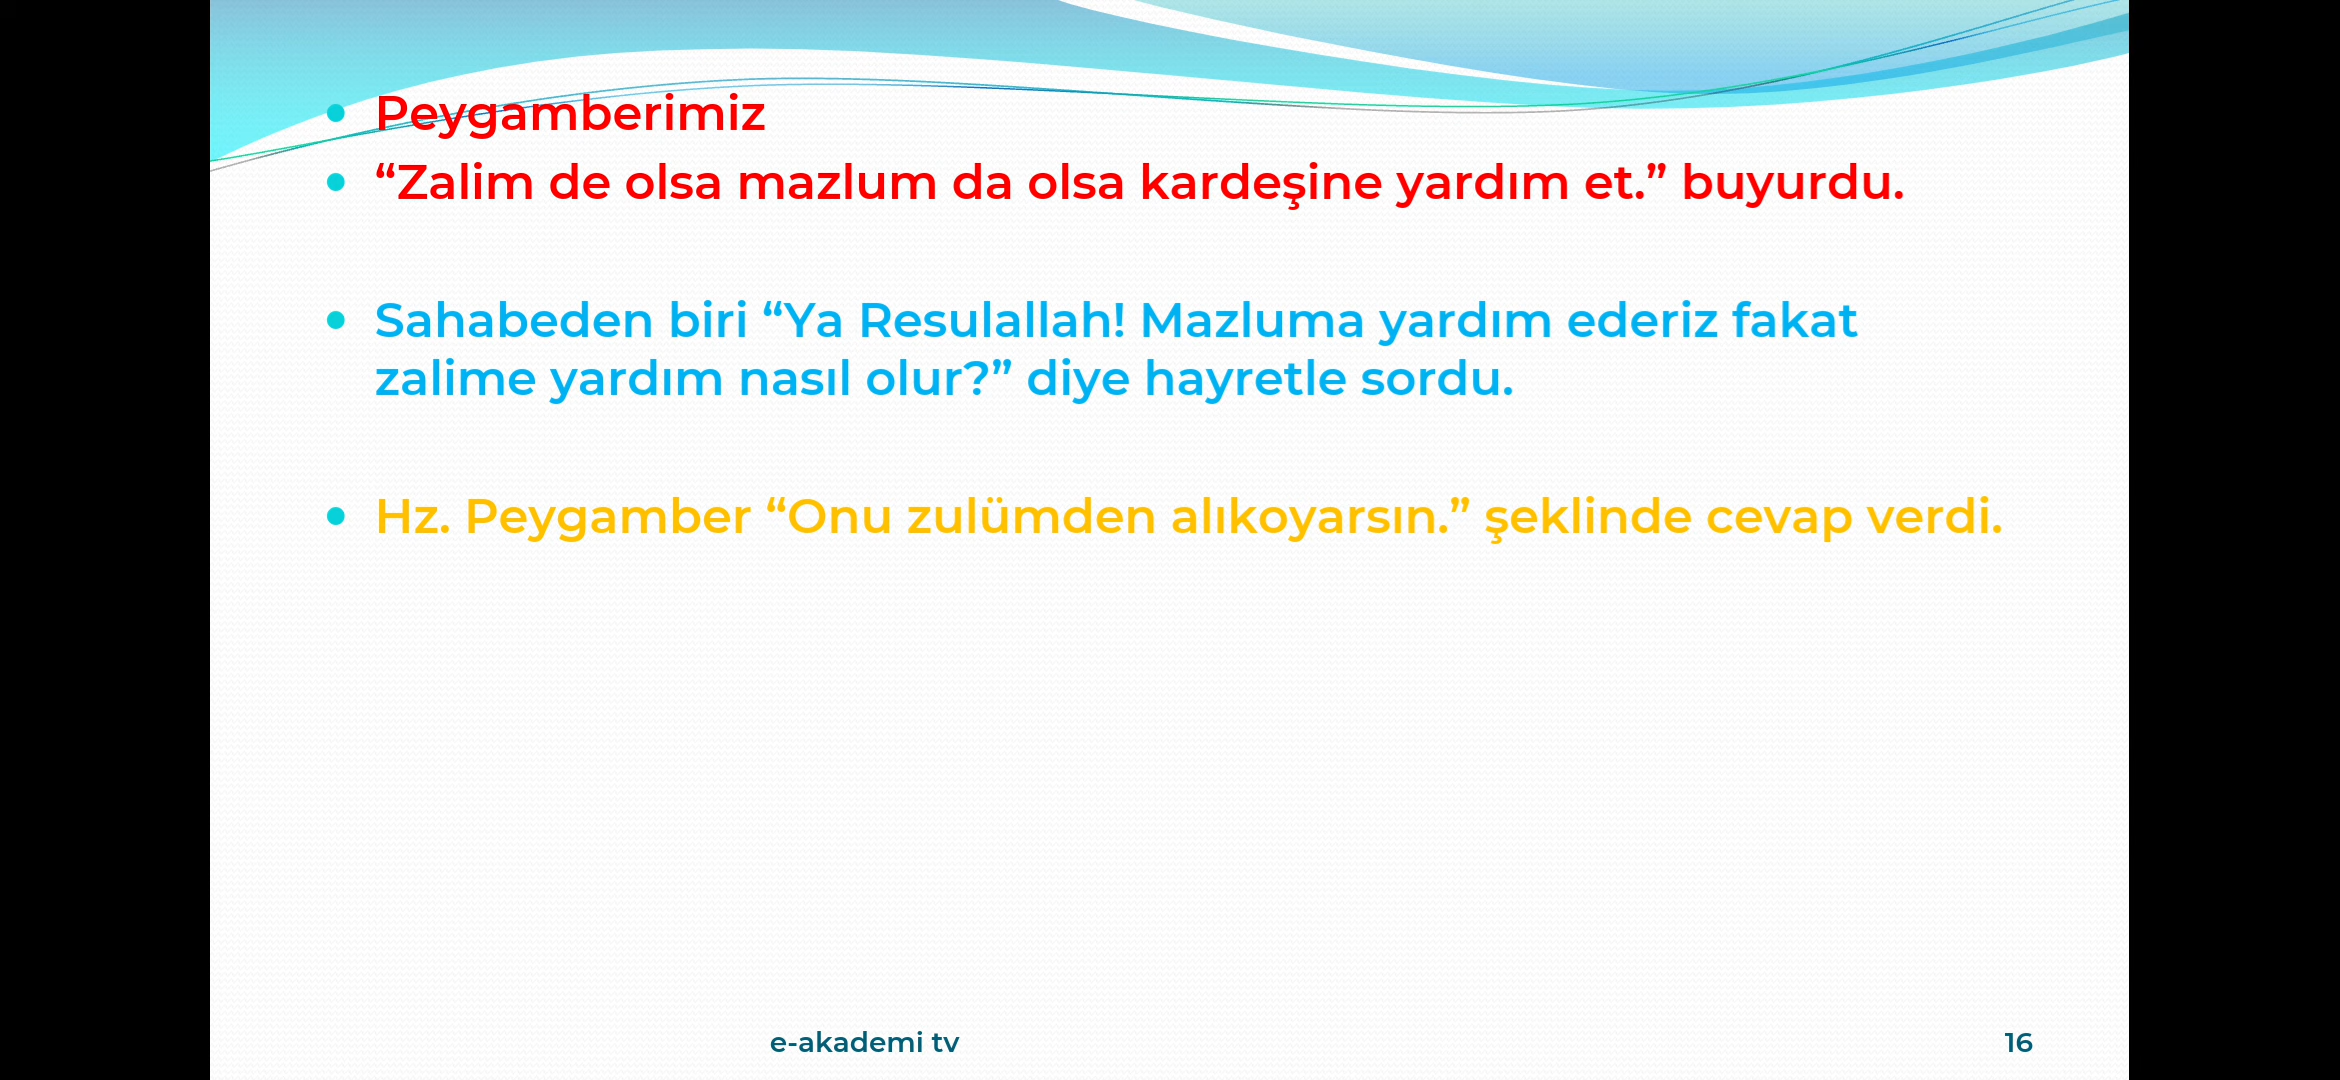 Peygamberimiz
“Zalim de olsa mazlum da olsa kardeşine yardım et.” buyurdu.
Sahabeden biri “Ya Resulallah! Mazluma yardım ederiz fakat
zalime yardım nasıl olur?” diye hayretle sordu.
Hz. Peygamber “Onu zulümden alıkoyarsın.” şeklinde cevap verdi.
e-akademi tv
16